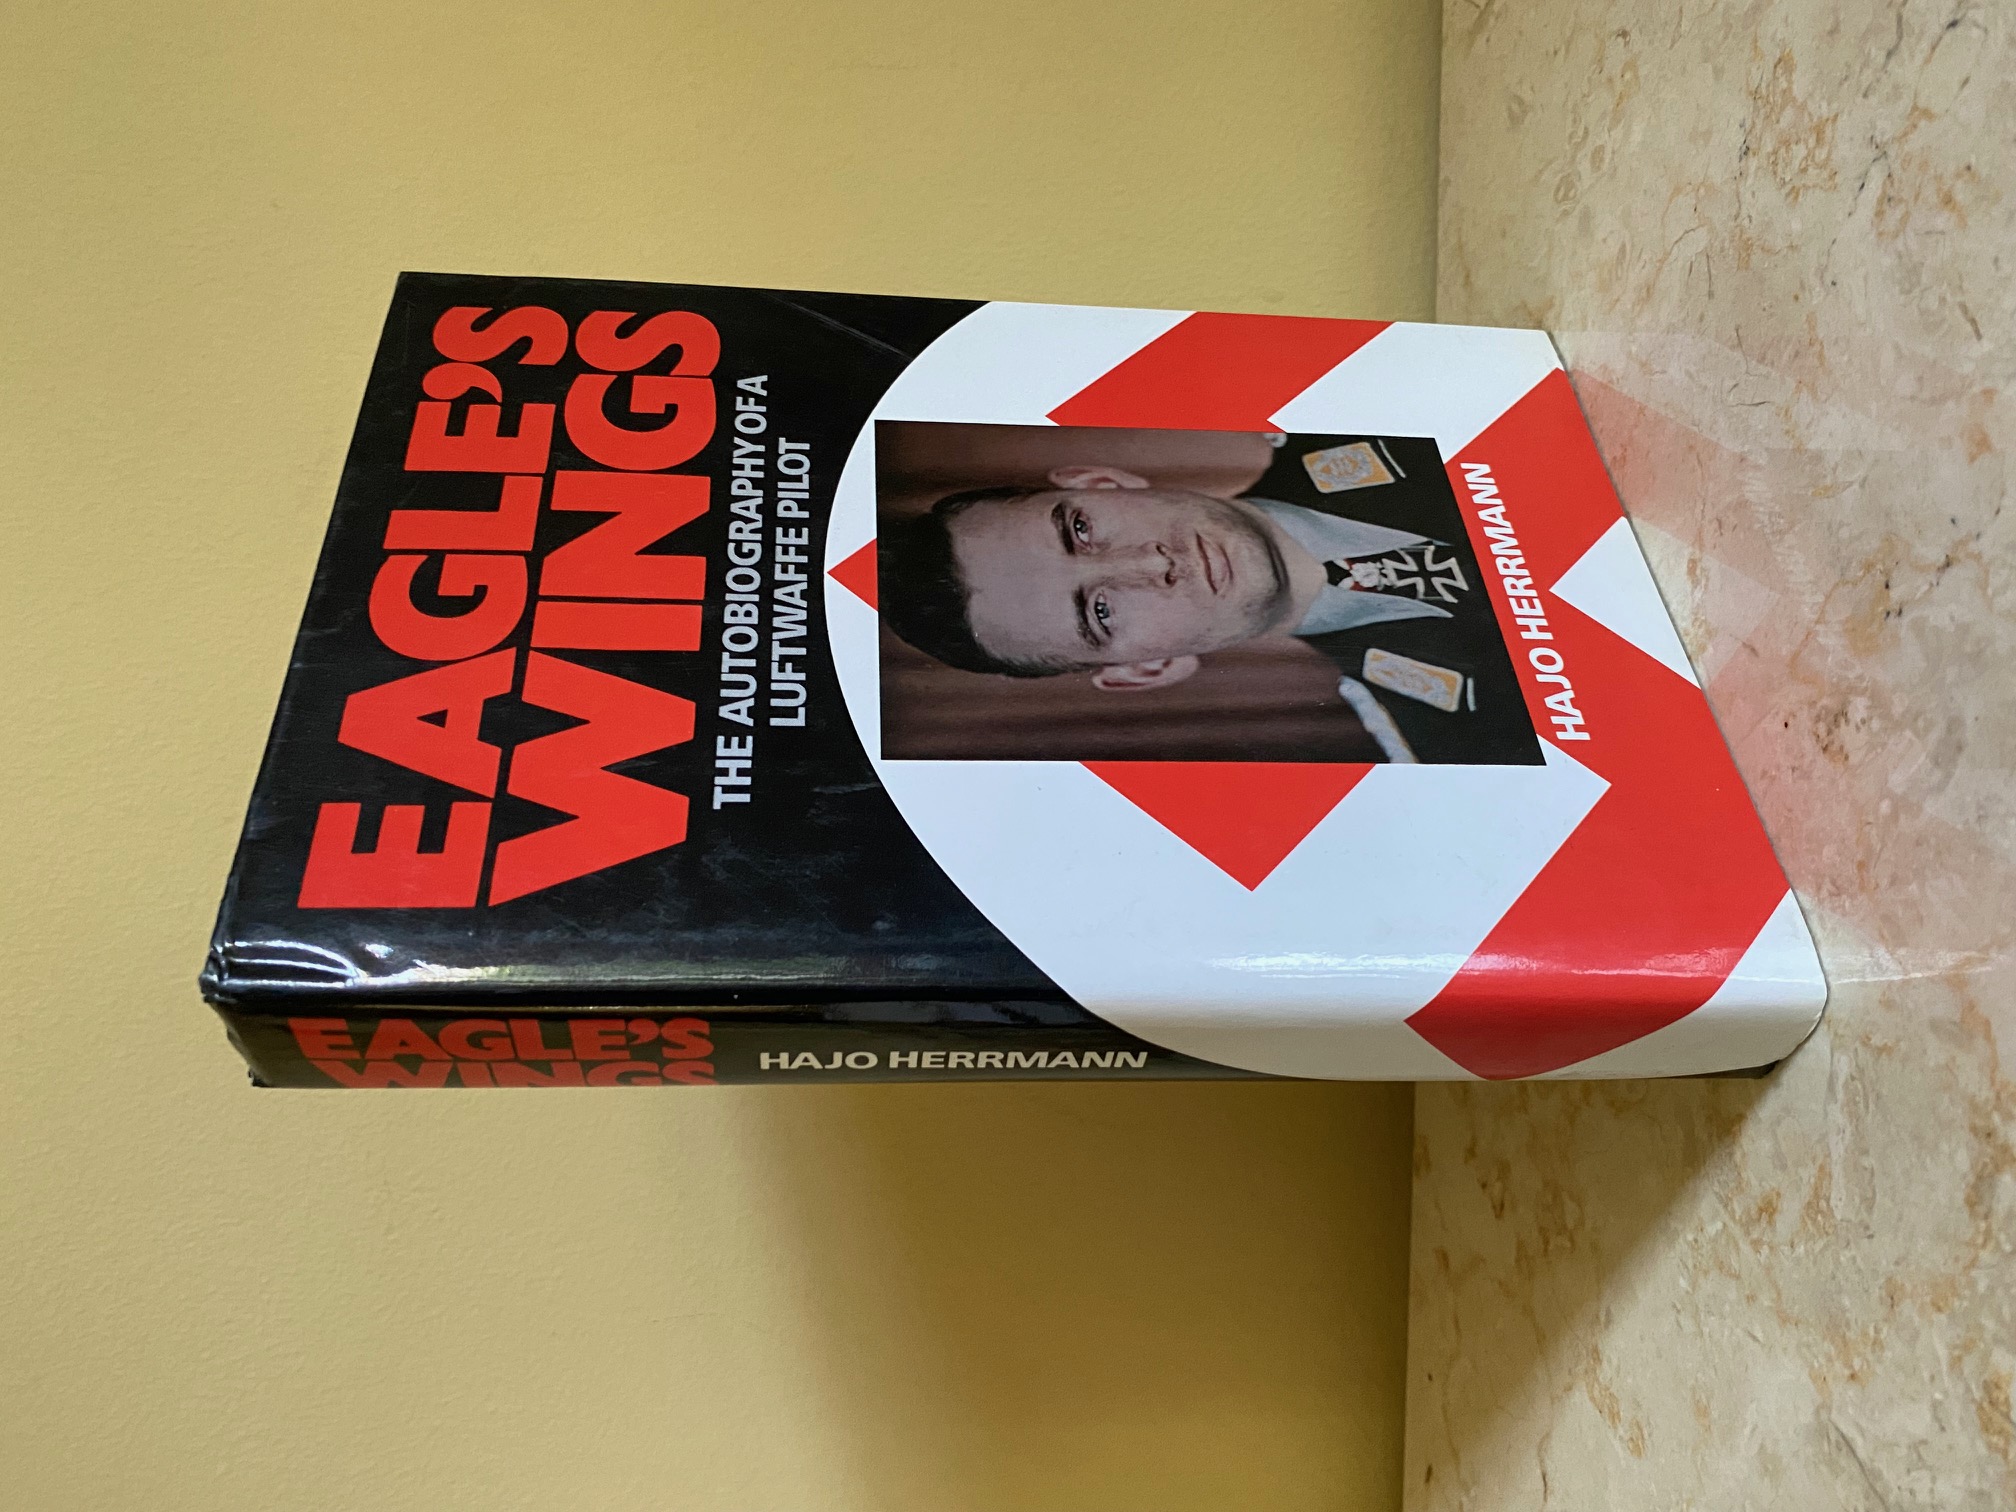 EAGLE'S
WINGS
THE AUTOBIOGRAPHY OF A
LUFTWAFFE PILOT
HAJO HERRMANN
EAGLE'S
WINGS
HAJO HERRMANN